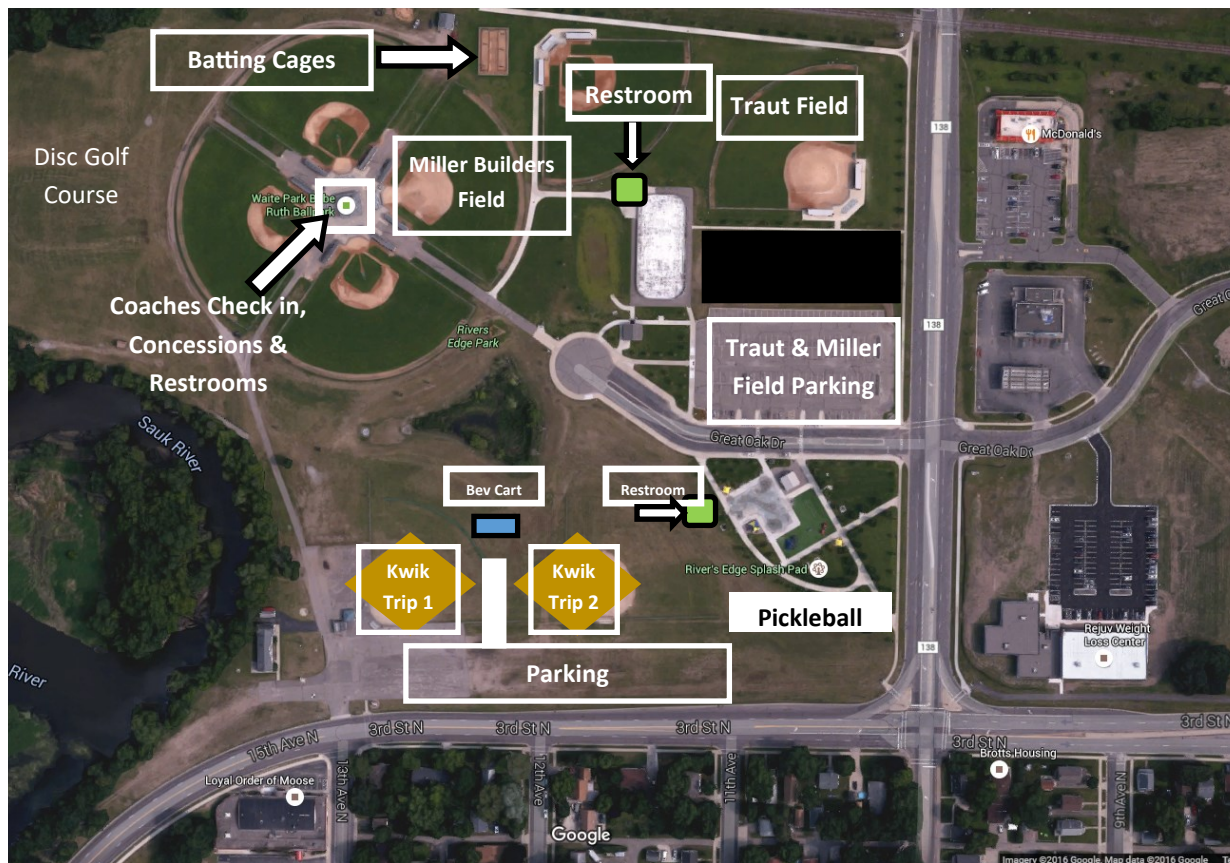 Batting Cages
Restroom
Traut Field
138
McDonald's
Disc Golf
Course
Miller Builders
Field
Waite Park Babe
Ruth Ballpark
Coaches Check in,
Concessions &
Restrooms
Rivers
Edge Park
138
Traut & Miller
Field Parking
Great Oak Dr
Great Oak Dr
Sauk River
Bev Cart
Restroom
Kwik
Trip 1
Kwik
Trip 2
River's Edge Splash Pad
Pickleball
Rejuv Weight
Loss Center
138
River
Parking
15th Ave N
3rd St N
3rd St N
3rd St N
3rd St N
3rd St N
Loyal Order of Moose
13th Ave N
12th Ave
11th Ave
Brotts Housing
9th Ave N
Google
Imagery ©2016 Google, Map data ©2016 Google